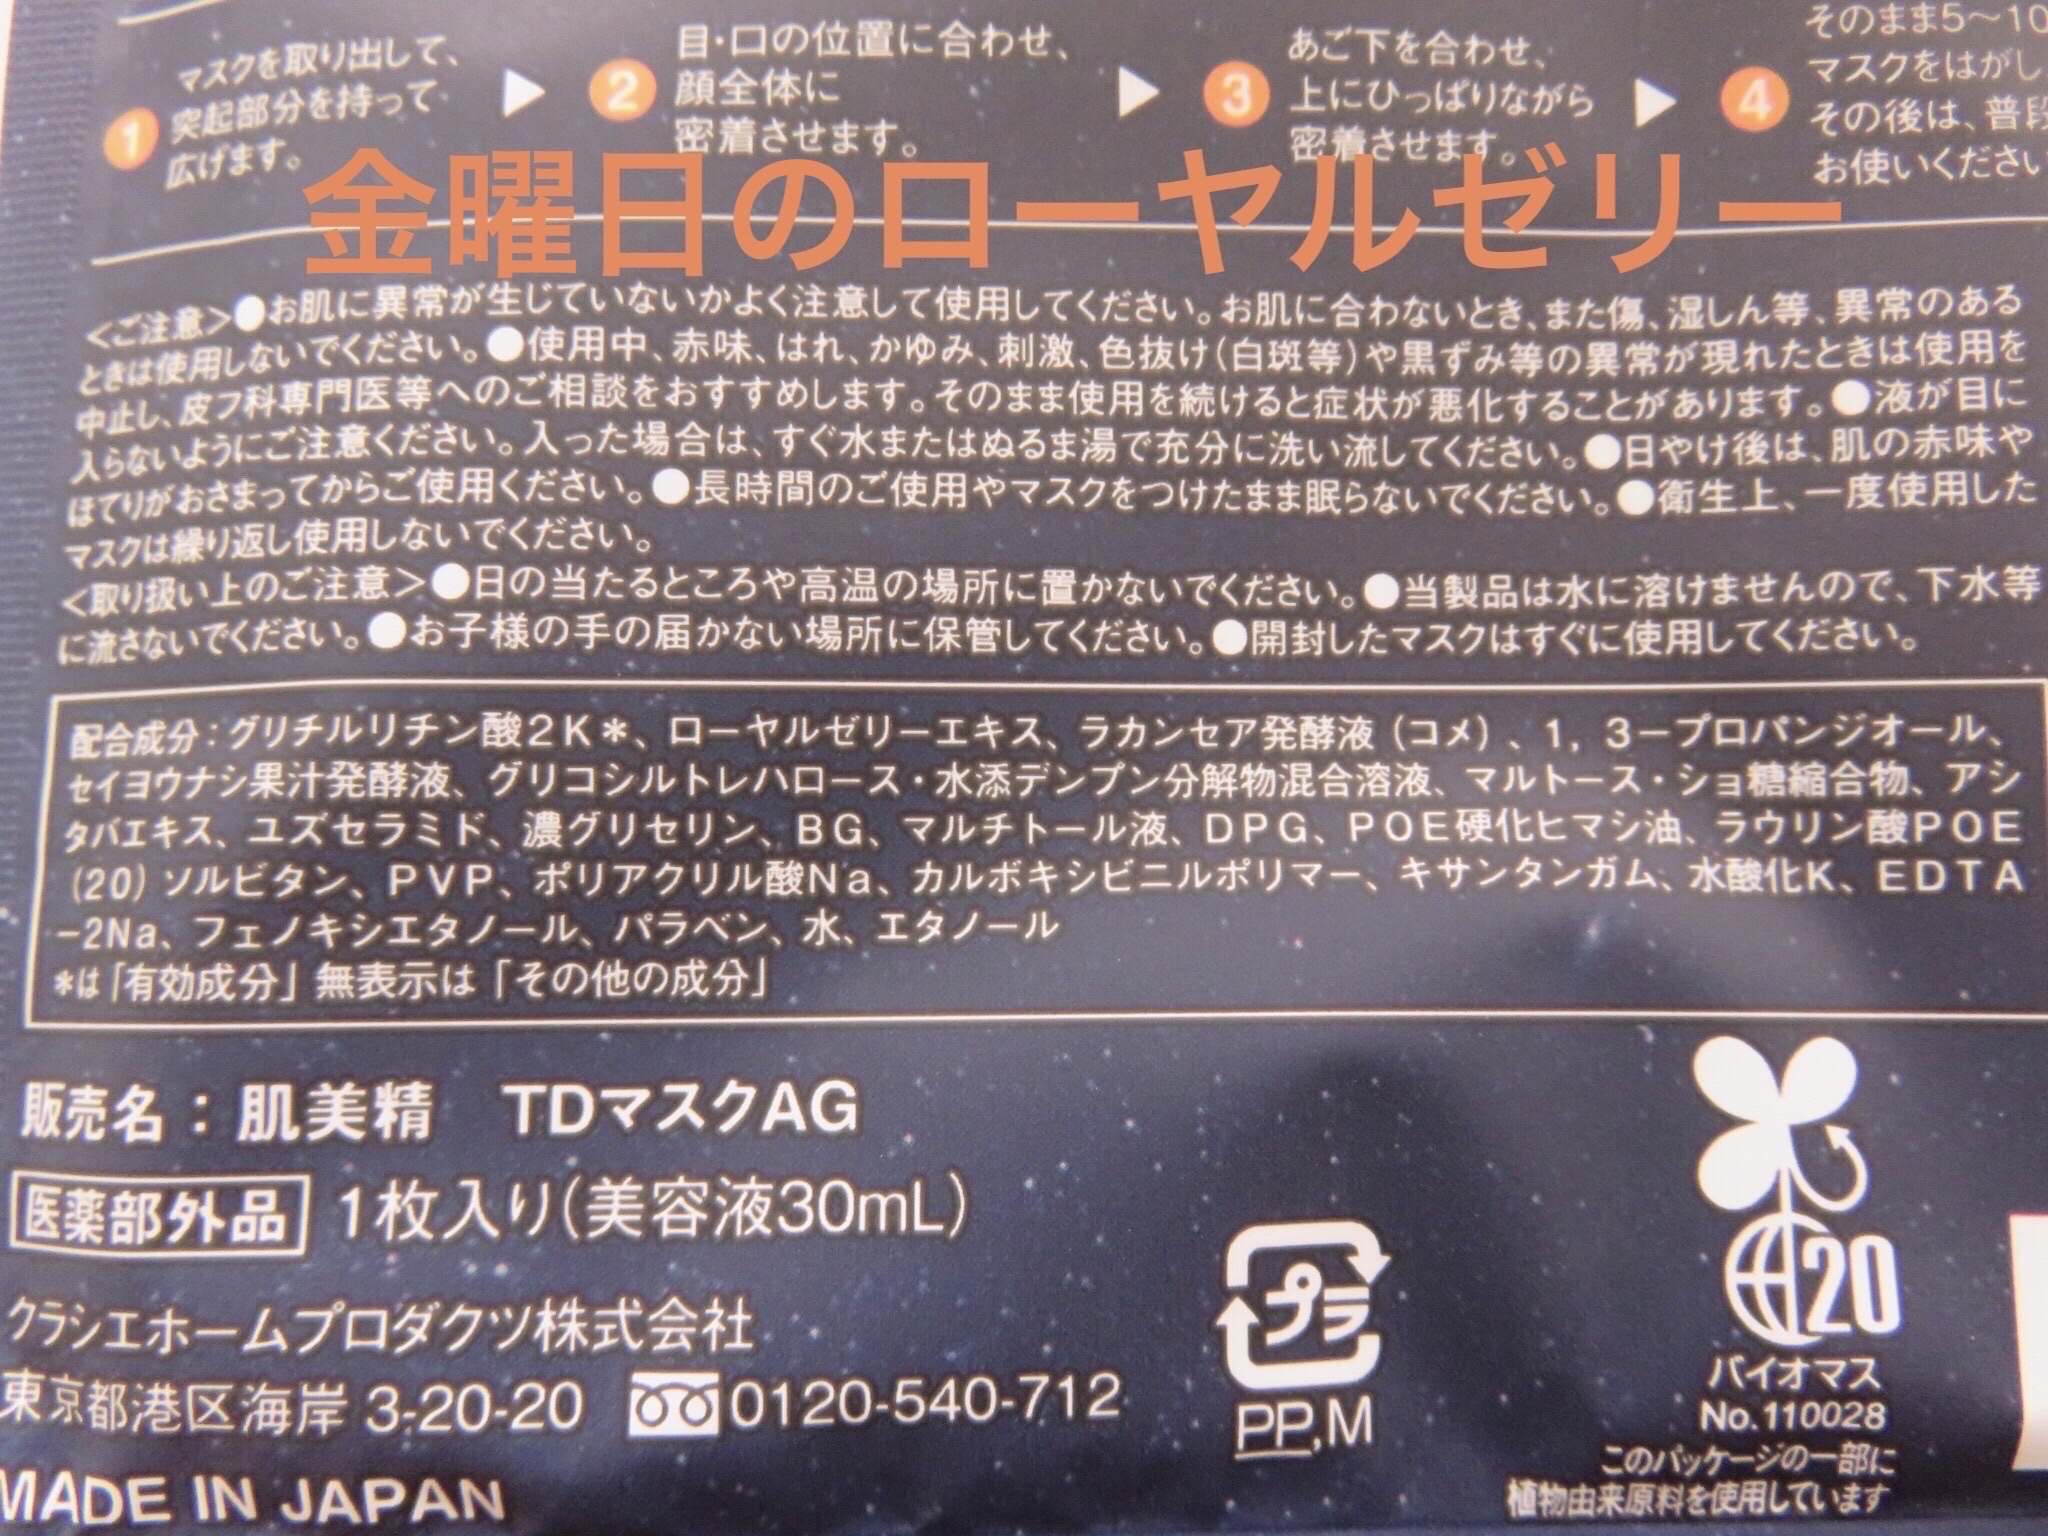 マスクを取り出して、
1 突起部分を持って
広げます。
目・口の位置に合わせ、
2 顔全体に
密着させます。
あごと下を合わせ、
3 上にひっぱりながら
密着させます。
そのまま5～10
4 マスクをはがし
その後は、普段
お使いください
金曜日のローヤルゼリー
＜ご注意＞●お肌に異常が生じていないかよく注意して使用してください。お肌に合わないとき、また傷、湿しん等、異常のある
ときは使用しないでください。●使用中、赤味、はれ、かゆみ、刺激、色抜け(白斑等)や黒ずみ等の異常が現れたときは使用を
中止し、皮フ科専門医等へのご相談をおすすめします。そのまま使用を続けると症状が悪化することがあります。●液が目に
入らないようにご注意ください。入った場合は、すぐ水またはぬるま湯で充分に洗い流してください。●日やけ後は、肌の赤味や
ほてりがおさまってからご使用ください。●長時間のご使用やマスクをつけたまま眠らないでください。●衛生上、一度使用した
マスクは繰り返し使用しないでください。
＜取り扱い上のご注意＞●日の当たるところや高温の場所に置かないでください。●当製品は水に溶けませんので、下水等
に流さないでください。●お子様の手の届かない場所に保管してください。●開封したマスクはすぐに使用してください。
配合成分：グリチルリチン酸2K＊、ローヤルゼリーエキス、ラカンセア発酵液（コメ）、1，3－プロパンジオール、
セイヨウナシ果汁発酵液、グリコシルトレハロース・水添デンプン分解物混合溶液、マルトース・ショ糖縮合物、アシ
タバエキス、ユズセラミド、濃グリセリン、BG、マルチトール液、DPG、POE硬化ヒマシ油、ラウリン酸POE
(20)ソルビタン、PVP、ポリアクリル酸Na、カルボキシビニルポリマー、キサンタンガム、水酸化K、EDTA
－2Na、フェノキシエタノール、パラベン、水、エタノール
＊は「有効成分」無表示は「その他の成分」
販売名：肌美精 TDマスクAG
医薬部外品 1枚入り(美容液30mL)
クラシエホームプロダクツ株式会社
東京都港区海岸 3-20-20 0120-540-712
MADE IN JAPAN
プラ
PP,M
20
バイオマス
No.110028
このパッケージの一部に
植物由来原料を使用しています